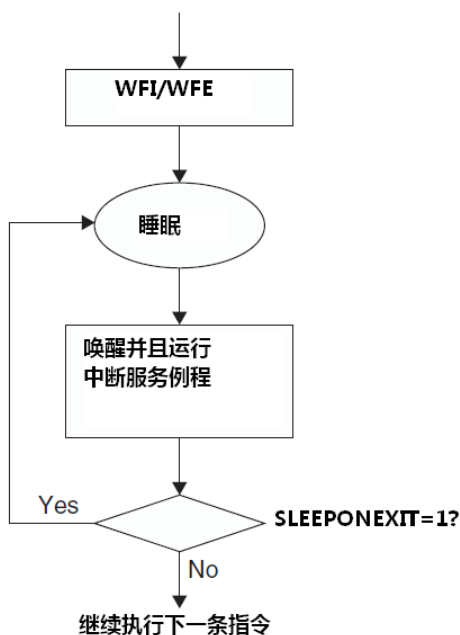 WFI/WFE
睡眠
唤醒并且运行
中断服务例程
Yes
SLEEPONEXIT=1?
No
继续执行下一条指令